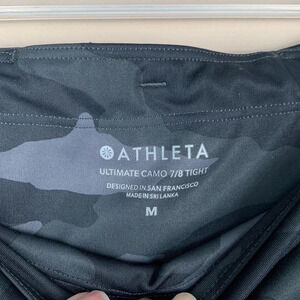 ATHLETA
ULTIMATE CAMO 7/8 TIGHT
DESIGNED IN SAN FRANCISCO
MADE IN SRI LANKA
M